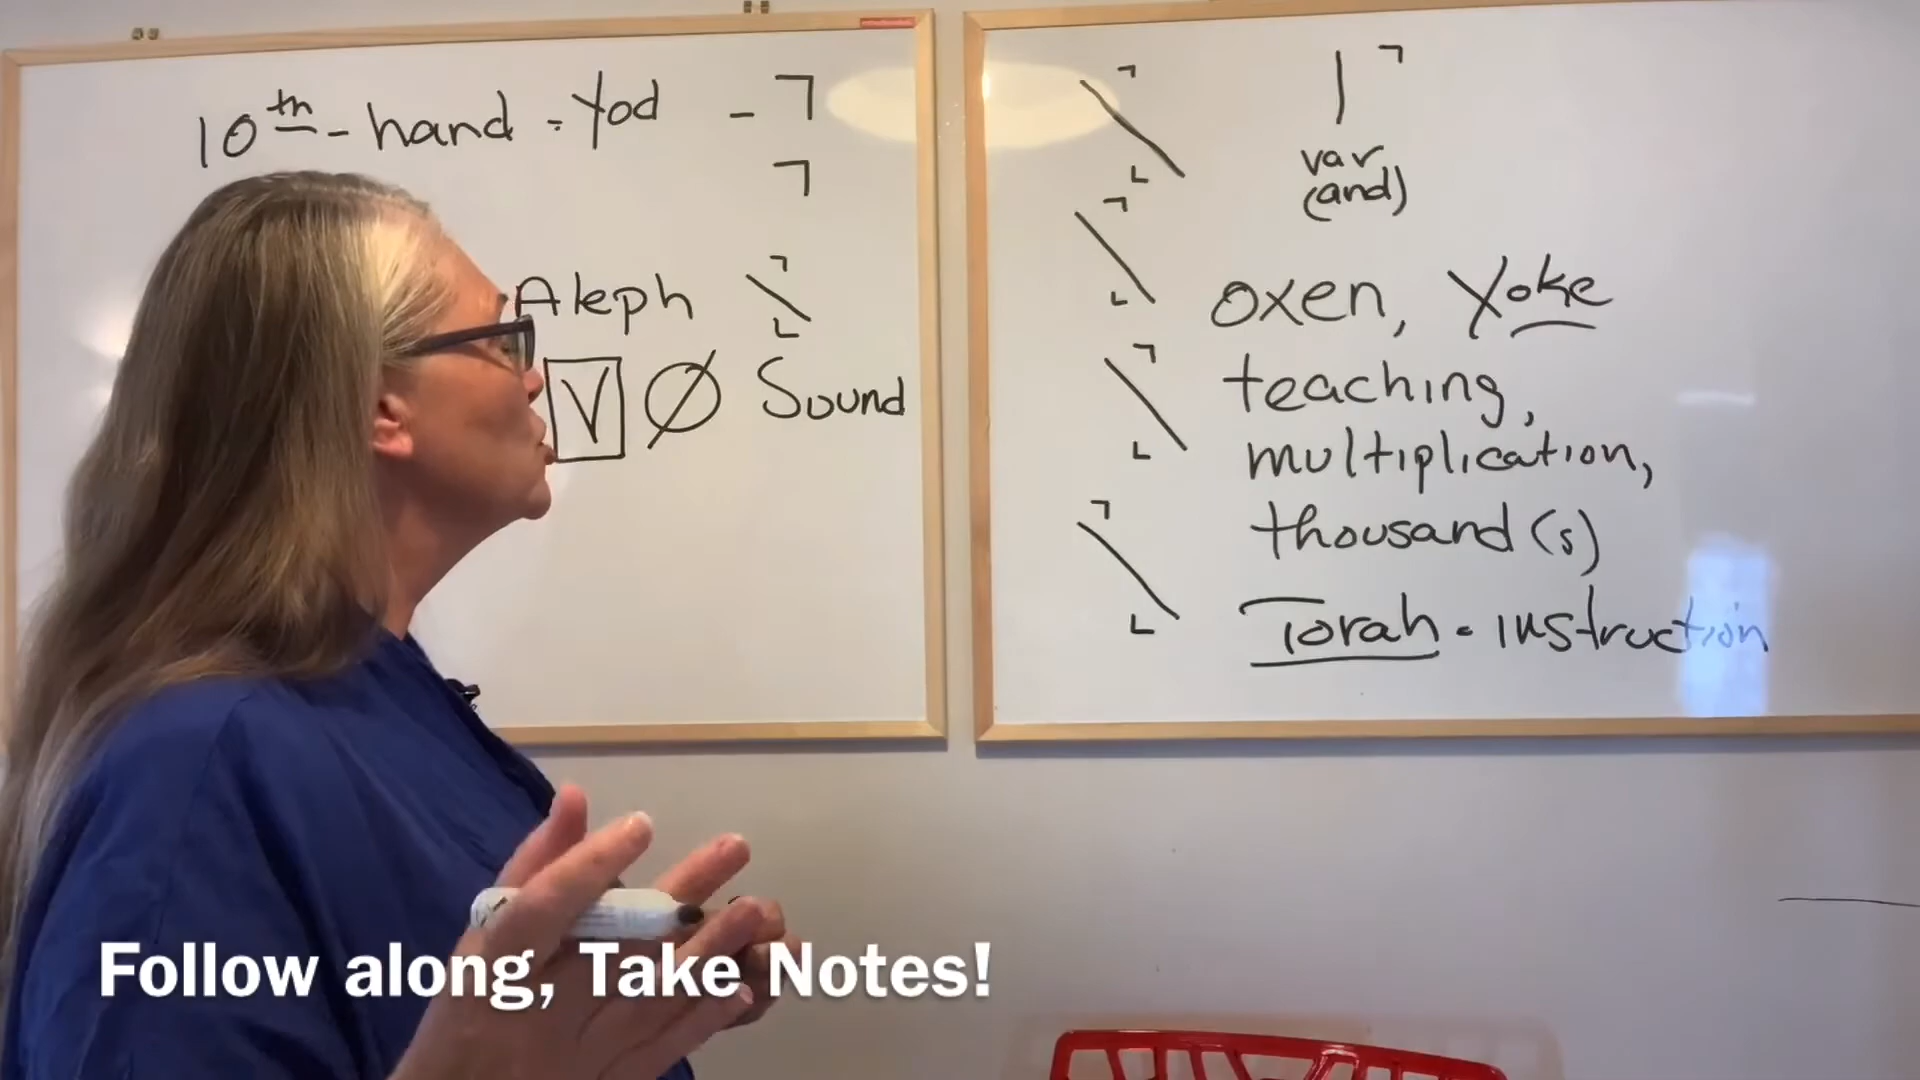 10th - hand = Yod - ㄱ
ㄱ
Aleph
V Ø Sound
var
(and)
oxen, Yoke
teaching,
multiplication,
thousand(s)
Torah = instruction
Follow along, Take Notes!